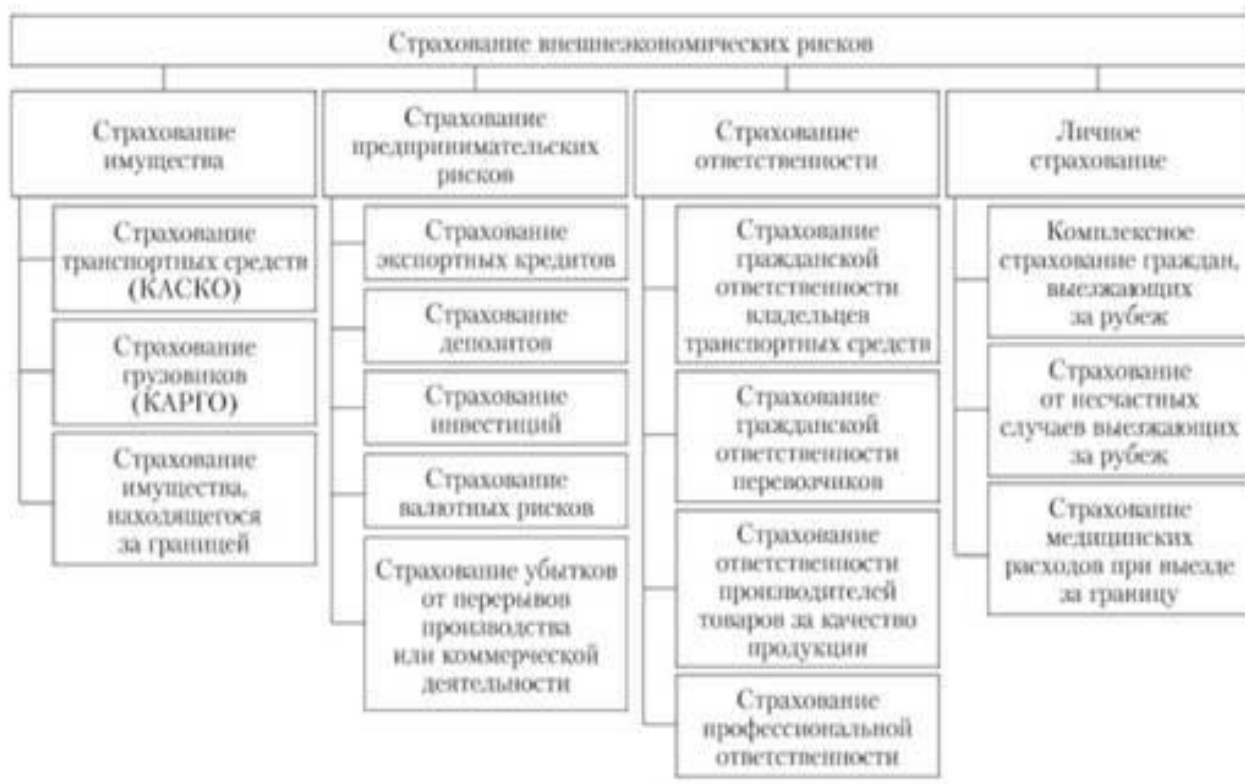 Страхование внешнеэкономических рисков
Страхование
имущества
Страхование
транспортных средств
(КАСКО)
Страхование
грузовиков
(КАРГО)
Страхование
имущества,
находящегося
за границей
Страхование
предпринимательских
рисков
Страхование
экспортных кредитов
Страхование
депозитов
Страхование
инвестиций
Страхование
валютных рисков
Страхование убытков
от перерывов
производства
или коммерческой
деятельности
Страхование
ответственности
Страхование
гражданской
ответственности
владельцев
транспортных средств
Страхование
гражданской
ответственности
перевозчиков
Страхование
ответственности
производителей
товаров за качество
продукции
Страхование
профессиональной
ответственности
Личное
страхование
Комплексное
страхование граждан,
выезжающих
за рубеж
Страхование
от несчастных
случаев выезжающих
за рубеж
Страхование
медицинских
расходов при выезде
за границу